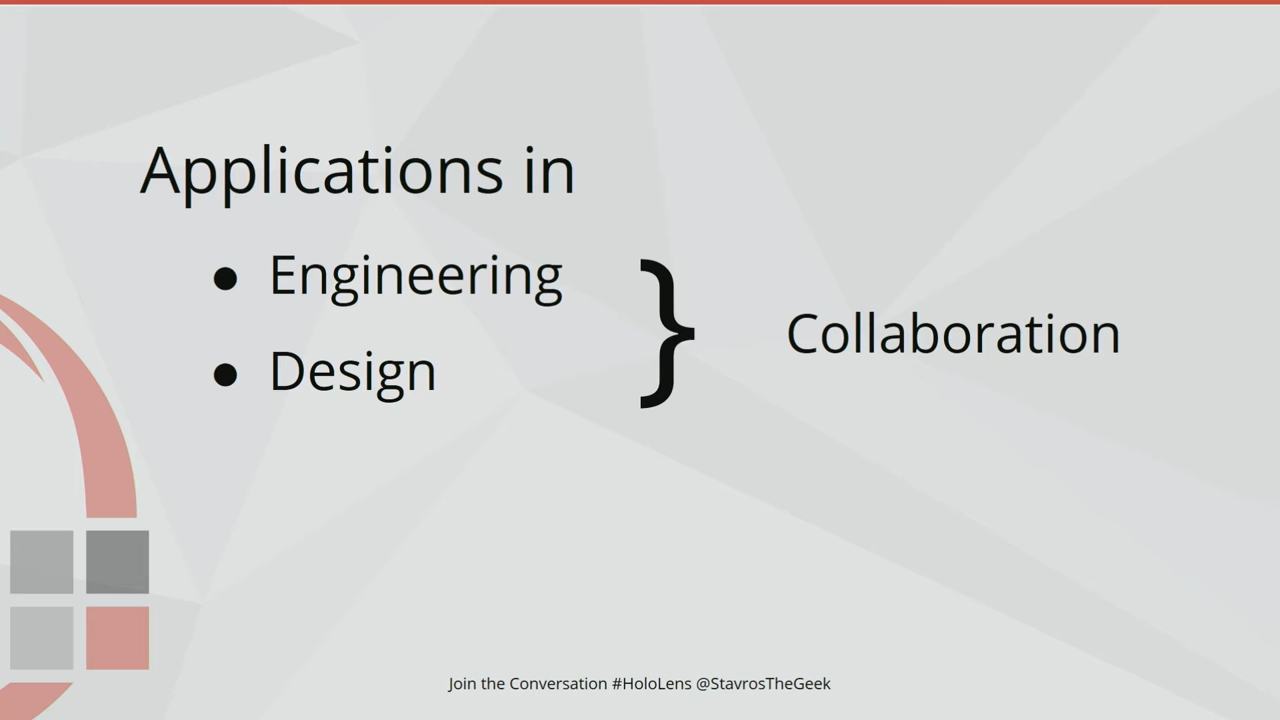 Applications in
● Engineering
● Design
} Collaboration
Join the Conversation #HoloLens @StavrosTheGeek